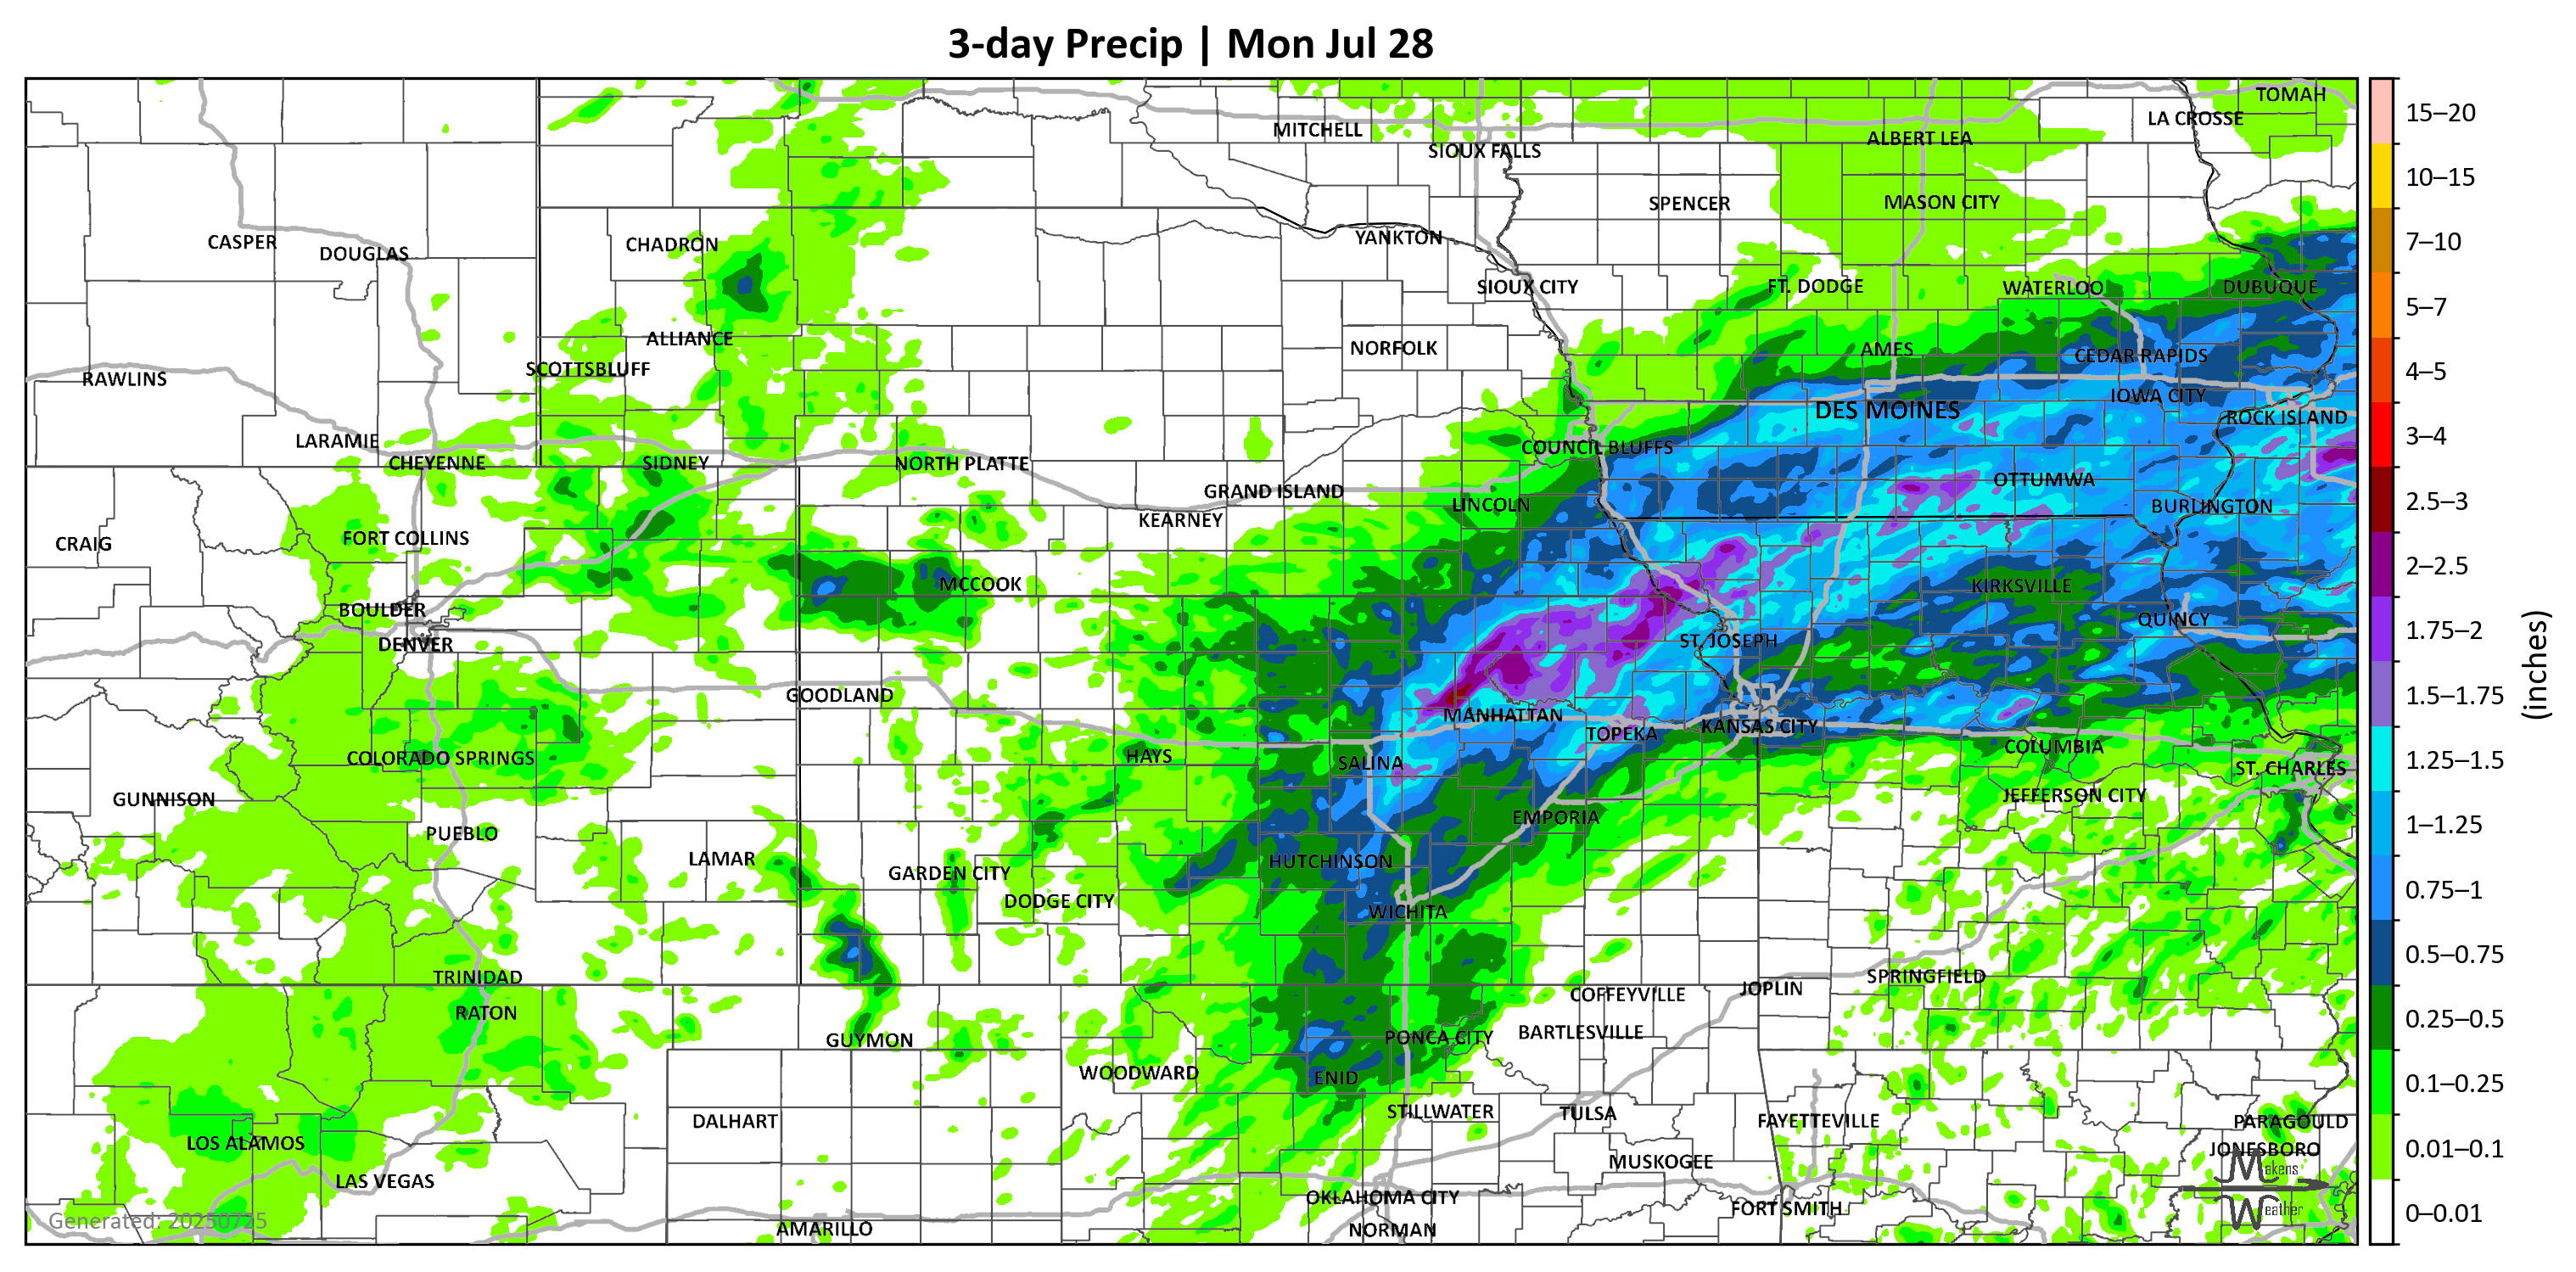 3-day Precip | Mon Jul 28
TOMAH
LA CROSSE
MITCHELL
ALBERT LEA
SIOUX FALLS
SPENCER
MASON CITY
CASPER
DOUGLAS
CHADRON
YANKTON
SIOUX CITY
FT. DODGE
WATERLOO
DUBUQUE
ALLIANCE
NORFOLK
AMES
CEDAR RAPIDS
SCOTTSBLUFF
RAWLINS
IOWA CITY
DES MOINES
ROCK ISLAND
LARAMIE
COUNCIL BLUFFS
CHEYENNE
SIDNEY
NORTH PLATTE
OTTUMWA
GRAND ISLAND
LINCOLN
BURLINGTON
KEARNEY
CRAIG
FORT COLLINS
MCCOOK
KIRKSVILLE
BOULDER
QUINCY
DENVER
ST. JOSEPH
GOODLAND
MANHATTAN
KANSAS CITY
TOPEKA
COLUMBIA
COLORADO SPRINGS
HAYS
SALINA
ST. CHARLES
GUNNISON
JEFFERSON CITY
EMPORIA
PUEBLO
LAMAR
HUTCHINSON
GARDEN CITY
DODGE CITY
WICHITA
TRINIDAD
SPRINGFIELD
JOPLIN
COFFEYVILLE
RATON
BARTLESVILLE
GUYMON
PONCA CITY
WOODWARD
ENID
STILLWATER
TULSA
DALHART
FAYETTEVILLE
PARAGOULD
LOS ALAMOS
JONESBORO
MUSKOGEE
LAS VEGAS
OKLAHOMA CITY
FORT SMITH
AMARILLO
NORMAN
Generated: 20250725
Makens
Weather
15–20
10–15
7–10
5–7
4–5
3–4
2.5–3
2–2.5
1.75–2
1.5–1.75
1.25–1.5
1–1.25
0.75–1
0.5–0.75
0.25–0.5
0.1–0.25
0.01–0.1
0–0.01
(inches)